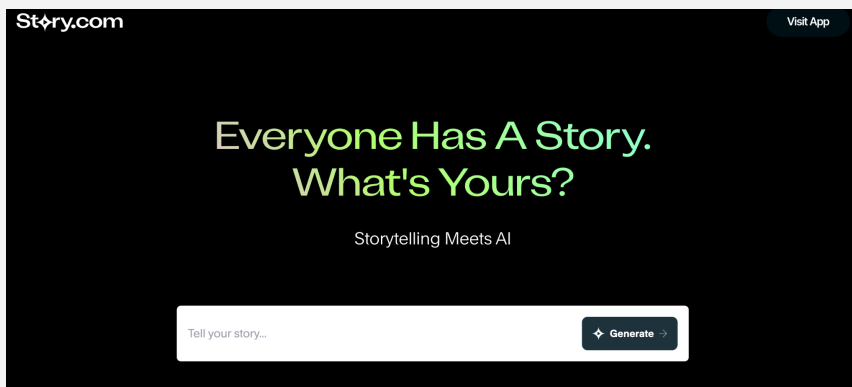 Story.com
Visit App
Everyone Has A Story.
What's Yours?
Storytelling Meets AI
Tell your story...
Generate →